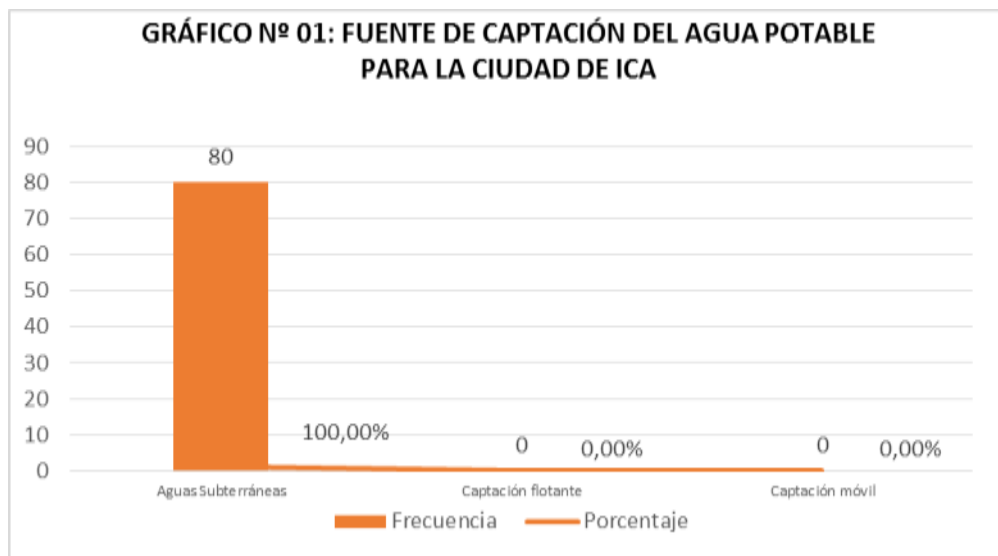 GRÁFICO Nº 01: FUENTE DE CAPTACIÓN DEL AGUA POTABLE
PARA LA CIUDAD DE ICA
90
80
80
70
60
50
40
30
20
10
0
100,00%
0
0,00%
0
0,00%
Aguas Subterráneas
Captación flotante
Captación móvil
Frecuencia
Porcentaje